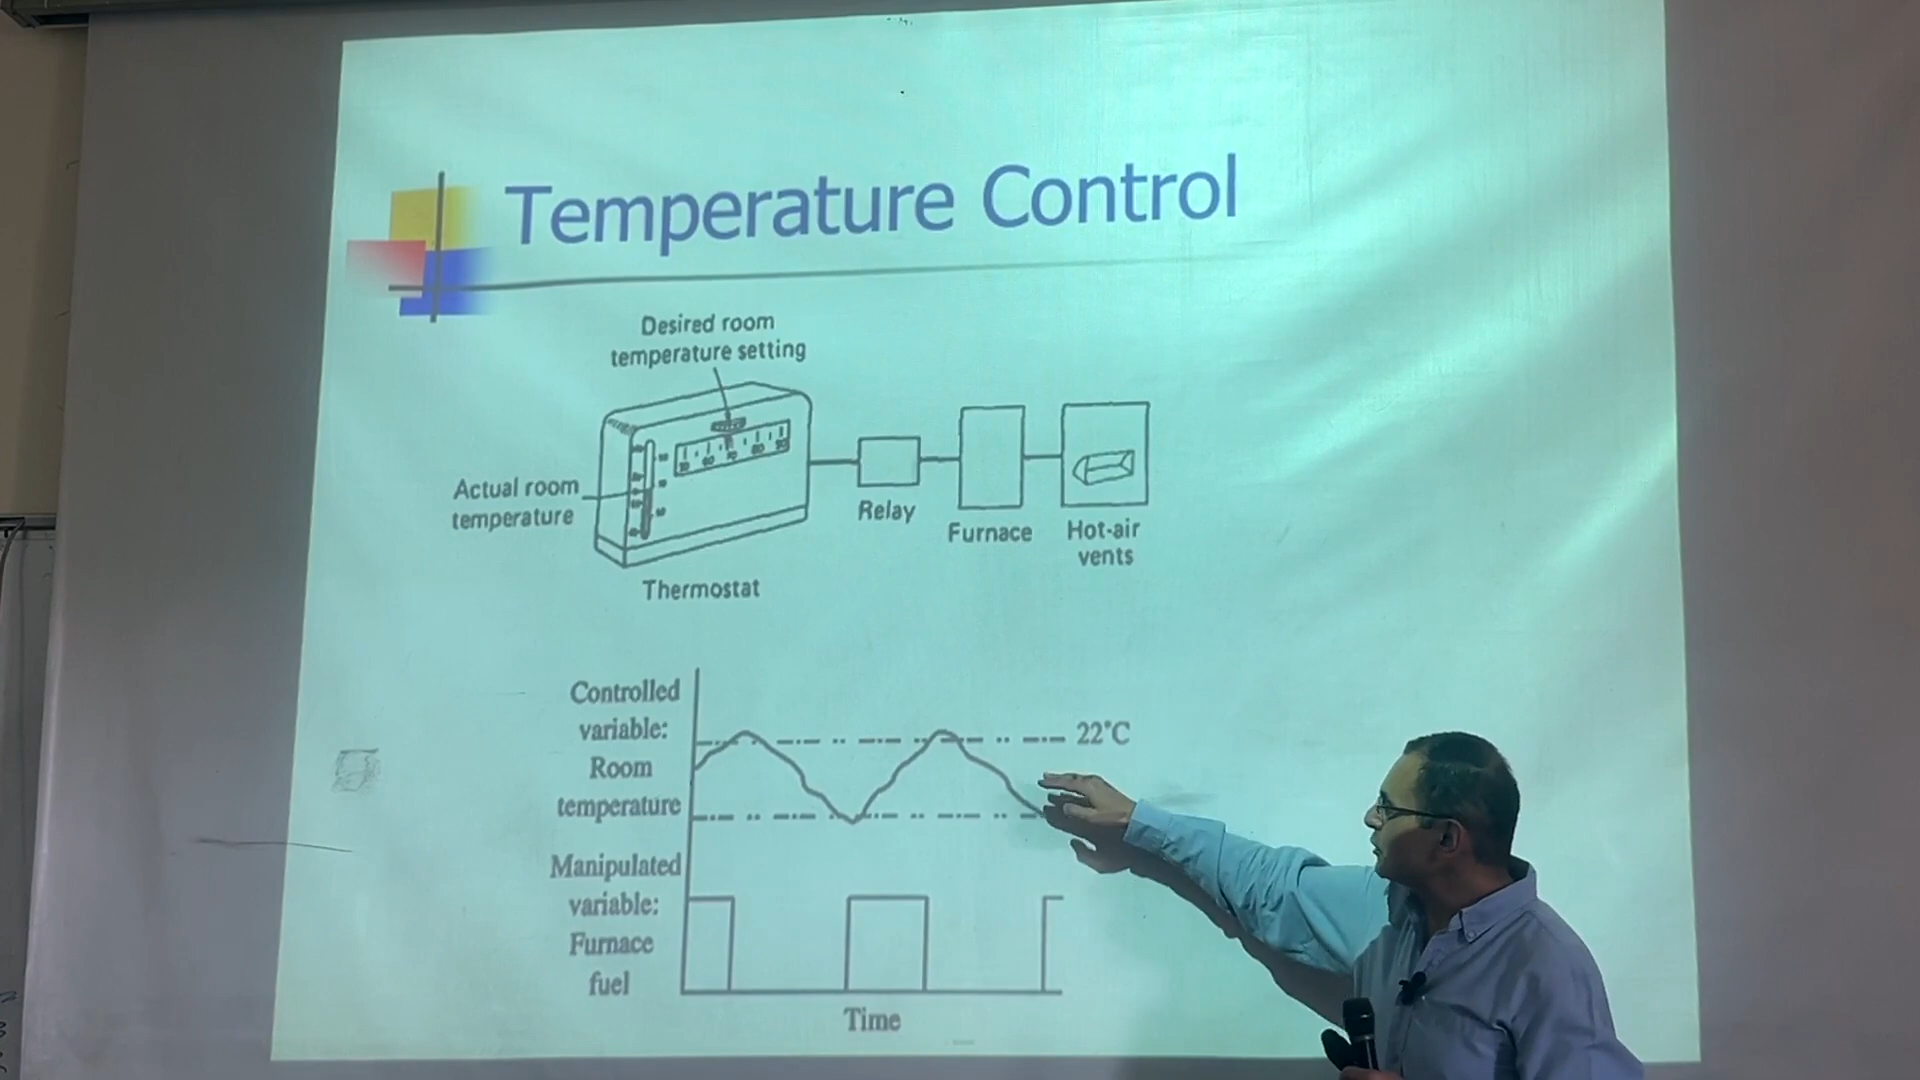 Temperature Control
Desired room
temperature setting
Actual room
temperature
Thermostat
Relay
Furnace
Hot-air
vents
Controlled
variable:
Room
temperature
22°C
Manipulated
variable:
Furnace
fuel
Time